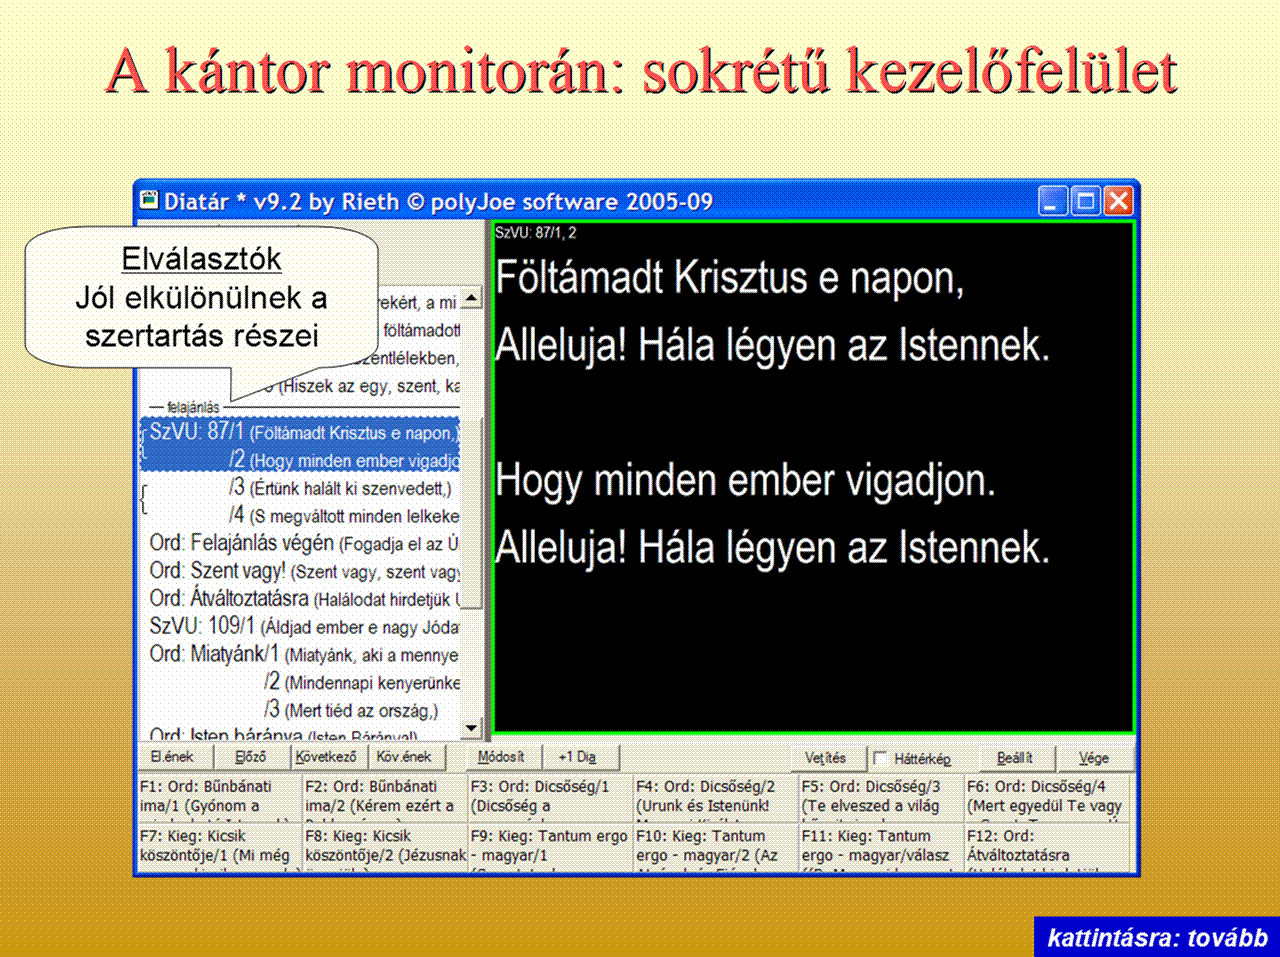 A kántor monitorán: sokrétű kezelőfelület
Diatár * v9.2 by Rieth © polyJoe software 2005-09
Elválasztók
Jól elkülönülnek a
szertartás részei
a mi
föltámadott
(Hiszek az egy, szent, ka
felajánlás
SzVU: 87/1 (Föltámadt Krisztus e napon,)
/2 (Hogy minden ember vigadjo
/3 (Értünk halált ki szenvedett,)
/4 (S megváltott minden lelkeke
Ord: Felajánlás végén (Fogadja el az Ú
Ord: Szent vagy! (Szent vagy, szent vagy
Ord: Átváltoztatásra (Halálodat hirdetjük U
SzVU: 109/1 (Áldjad ember e nagy Jóda
Ord: Miatyánk/1 (Miatyánk, aki a mennye
/2 (Mindennapi kenyerünke
/3 (Mert tiéd az ország,)
Ord: Isten báránya (Isten Báránya!)
SzVU: 87/1, 2
Föltámadt Krisztus e napon,
Alleluja! Hála légyen az Istennek.
Hogy minden ember vigadjon.
Alleluja! Hála légyen az Istennek.
El.ének Előző Következő Köv.ének Módosít +1 Dia Vetítés Háttérkép Beállít Vége
F1: Ord: Bűnbánati
ima/1 (Gyónom a
F2: Ord: Bűnbánati
ima/2 (Kérem ezért a
F3: Ord: Dicsőség/1
(Dicsőség a
F4: Ord: Dicsőség/2
(Urunk és Istenünk!
F5: Ord: Dicsőség/3
(Te elveszed a világ
F6: Ord: Dicsőség/4
(Mert egyedül Te vagy
F7: Kieg: Kicsik
köszöntője/1 (Mi még
F8: Kieg: Kicsik
köszöntője/2 (Jézusnak
F9: Kieg: Tantum ergo
- magyar/1
F10: Kieg: Tantum
ergo - magyar/2 (Az
F11: Kieg: Tantum
ergo - magyar/válasz
F12: Ord:
Átváltoztatásra
kattintásra: tovább